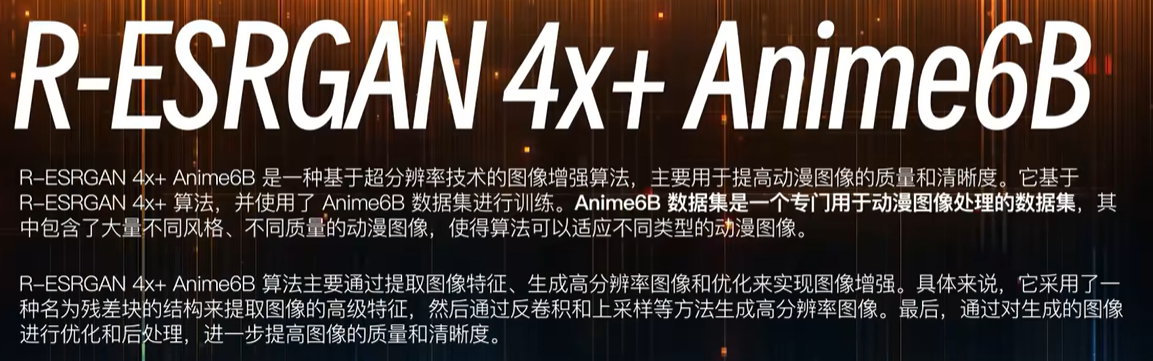 R-ESRGAN 4x+ Anime6B
R-ESRGAN 4x+ Anime6B 是一种基于超分辨率技术的图像增强算法，主要用于提高动漫图像的质量和清晰度。它基于
R-ESRGAN 4x+ 算法，并使用了 Anime6B 数据集进行训练。Anime6B 数据集是一个专门用于动漫图像处理的数据集，其
中包含了大量不同风格、不同质量的动漫图像，使得算法可以适应不同类型的动漫图像。
R-ESRGAN 4x+ Anime6B 算法主要通过提取图像特征、生成高分辨率图像和优化来实现图像增强。具体来说，它采用了一
种名为残差块的结构来提取图像的高级特征，然后通过反卷积和上采样等方法生成高分辨率图像。最后，通过对生成的图像
进行优化和后处理，进一步提高图像的质量和清晰度。